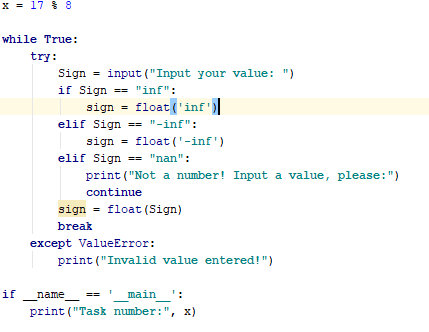 x = 17 % 8
while True:
    try:
        Sign = input("Input your value: ")
        if Sign == "inf":
            sign = float('inf')
        elif Sign == "-inf":
            sign = float('-inf')
        elif Sign == "nan":
            print("Not a number! Input a value, please:")
            continue
        sign = float(Sign)
        break
    except ValueError:
        print("Invalid value entered!")
if __name__ == '__main__':
    print("Task number:", x)